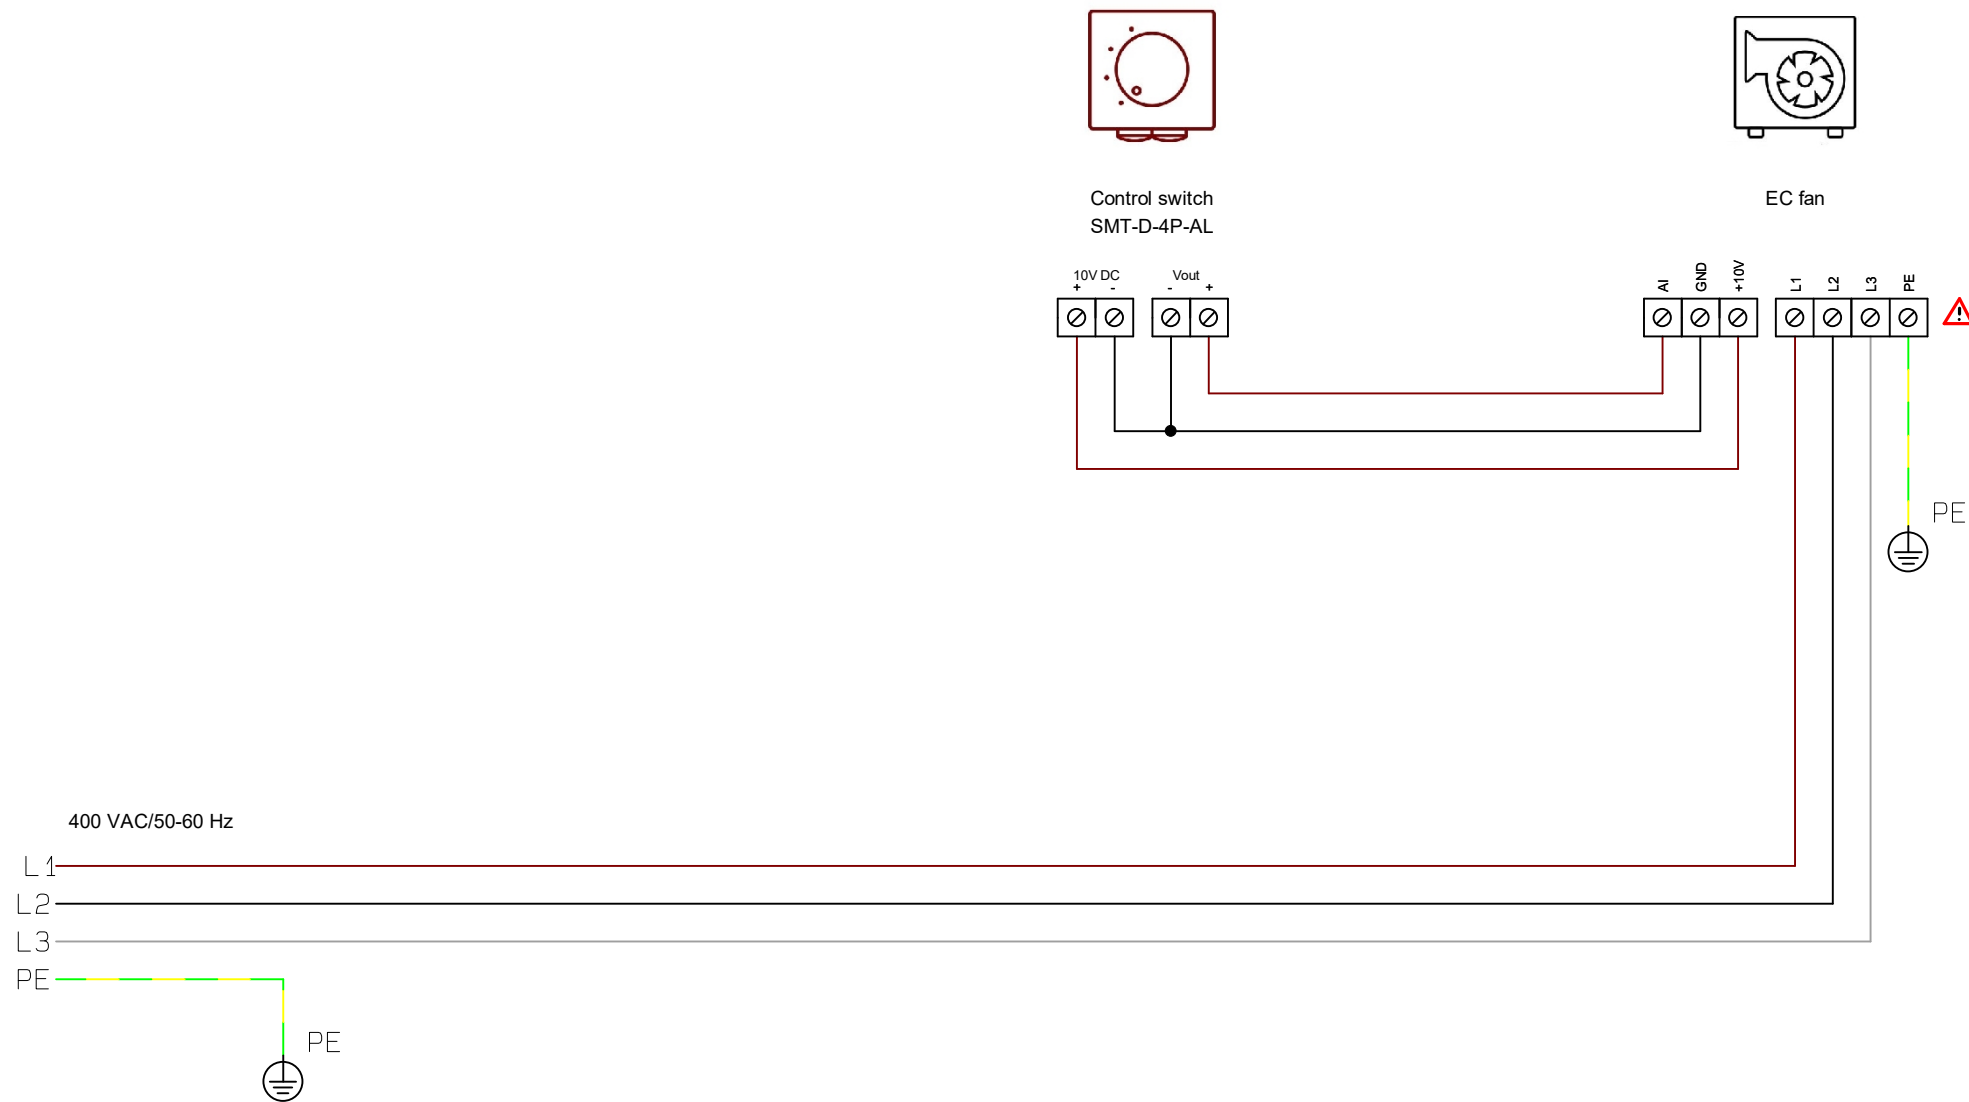 Control switch
SMT-D-4P-AL
EC fan
10V DC
+ -
Vout
- +
AI
GND
+10V
L1
L2
L3
PE
PE
400 VAC/50-60 Hz
L1
L2
L3
PE
PE